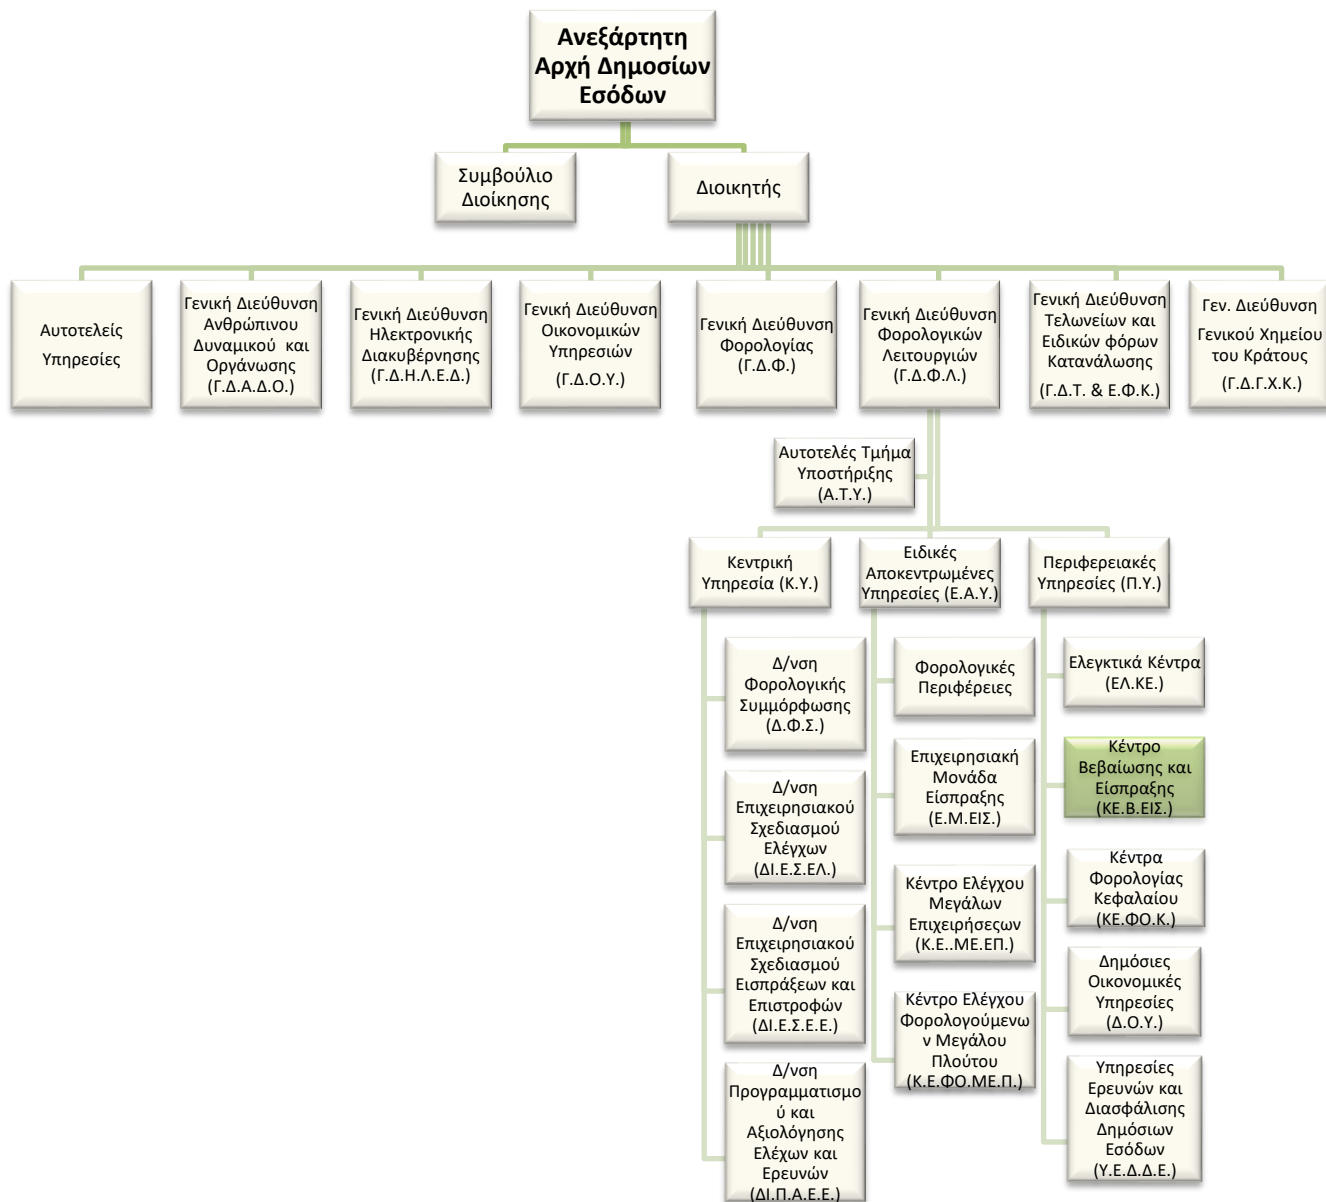 Ανεξάρτητη
Αρχή Δημοσίων
Εσόδων
Συμβούλιο
Διοίκησης
Διοικητής
Αυτοτελείς
Υπηρεσίες
Γενική Διεύθυνση
Ανθρώπινου
Δυναμικού και
Οργάνωσης
(Γ.Δ.Α.Δ.Ο.)
Γενική Διεύθυνση
Ηλεκτρονικής
Διακυβέρνησης
(Γ.Δ.Η.Λ.Ε.Δ.)
Γενική Διεύθυνση
Οικονομικών
Υπηρεσιών
(Γ.Δ.Ο.Υ.)
Γενική Διεύθυνση
Φορολογίας
(Γ.Δ.Φ.)
Γενική Διεύθυνση
Φορολογικών
Λειτουργιών
(Γ.Δ.Φ.Λ.)
Γενική Διεύθυνση
Τελωνείων και
Ειδικών φόρων
Κατανάλωσης
(Γ.Δ.Τ. & Ε.Φ.Κ.)
Γεν. Διεύθυνση
Γενικού Χημείου
του Κράτους
(Γ.Δ.Γ.Χ.Κ.)
Αυτοτελές Τμήμα
Υποστήριξης
(Α.Τ.Υ.)
Κεντρική
Υπηρεσία (Κ.Υ.)
Ειδικές
Αποκεντρωμένες
Υπηρεσίες (Ε.Α.Υ.)
Περιφερειακές
Υπηρεσίες (Π.Υ.)
Δ/νση
Φορολογικής
Συμμόρφωσης
(Δ.Φ.Σ.)
Δ/νση
Επιχειρησιακού
Σχεδιασμού
Ελέγχων
(ΔΙ.Ε.Σ.ΕΛ.)
Δ/νση
Επιχειρησιακού
Σχεδιασμού
Εισπράξεων και
Επιστροφών
(ΔΙ.Ε.Σ.Ε.Ε.)
Δ/νση
Προγραμματισμο
ύ και
Αξιολόγησης
Ελέχων και
Ερευνών
(ΔΙ.Π.Α.Ε.Ε.)
Φορολογικές
Περιφέρειες
Επιχειρησιακή
Μονάδα
Είσπραξης
(Ε.Μ.ΕΙΣ.)
Κέντρο Ελέγχου
Μεγάλων
Επιχειρήσεςων
(Κ.Ε..ΜΕ.ΕΠ.)
Κέντρο Ελέγχου
Φορολογούμενω
ν Μεγάλου
Πλούτου
(Κ.Ε.ΦΟ.ΜΕ.Π.)
Ελεγκτικά Κέντρα
(ΕΛ.ΚΕ.)
Κέντρο
Βεβαίωσης και
Είσπραξης
(ΚΕ.Β.ΕΙΣ.)
Κέντρα
Φορολογίας
Κεφαλαίου
(ΚΕ.ΦΟ.Κ.)
Δημόσιες
Οικονομικές
Υπηρεσίες
(Δ.Ο.Υ.)
Υπηρεσίες
Ερευνών και
Διασφάλισης
Δημόσιων
Εσόδων
(Υ.Ε.Δ.Δ.Ε.)